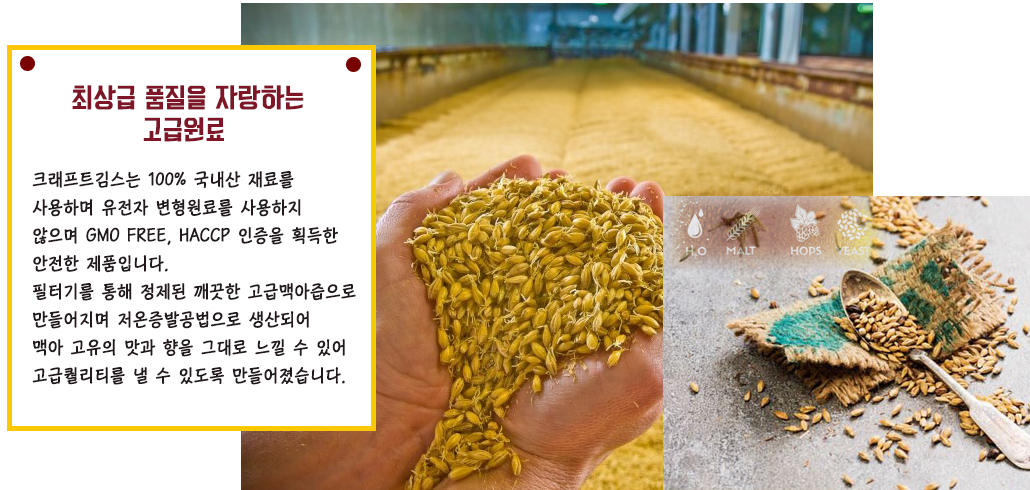 최상급 품질을 자랑하는
고급원료
크래프트김스는 100% 국내산 재료를
사용하며 유전자 변형원료를 사용하지
않으며 GMO FREE, HACCP 인증을 획득한
안전한 제품입니다.
필터기를 통해 정제된 깨끗한 고급맥아즙으로
만들어지며 저온증발공법으로 생산되어
맥아 고유의 맛과 향을 그대로 느낄 수 있어
고급퀄리티를 낼 수 있도록 만들어졌습니다.
H2O MALT HOPS YEAST